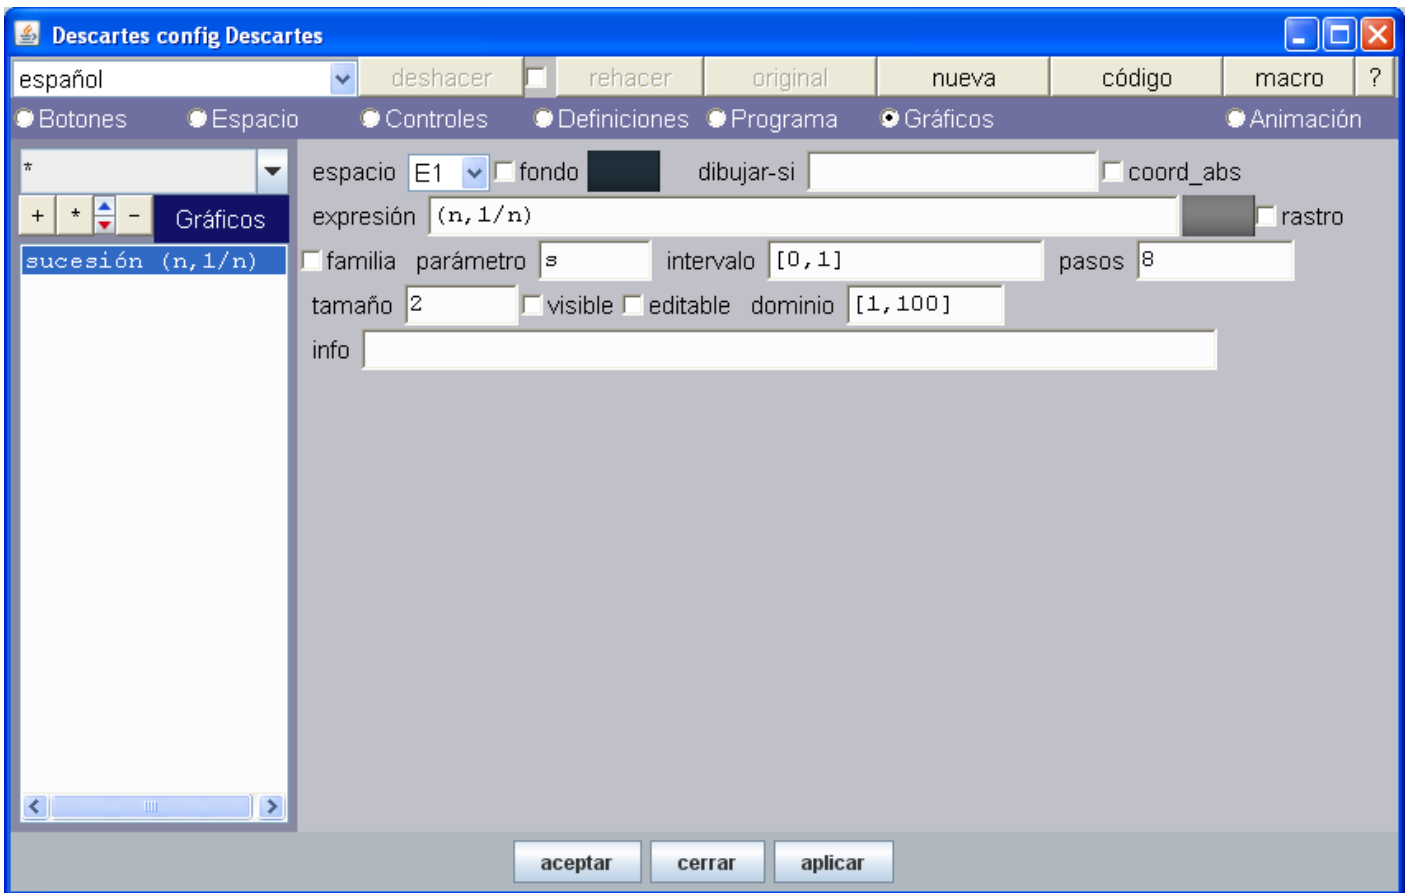 Descartes config Descartes
español deshacer rehacer original nueva código macro ?
Botones Espacio Controles Definiciones Programa Gráficos Animación
* espacio E1 fondo dibujar-si coord_abs
+ * - Gráficos expresión (n,1/n) rastro
sucesión (n,1/n) familia parámetro s intervalo [0,1] pasos 8
tamaño 2 visible editable dominio [1,100]
info
aceptar cerrar aplicar